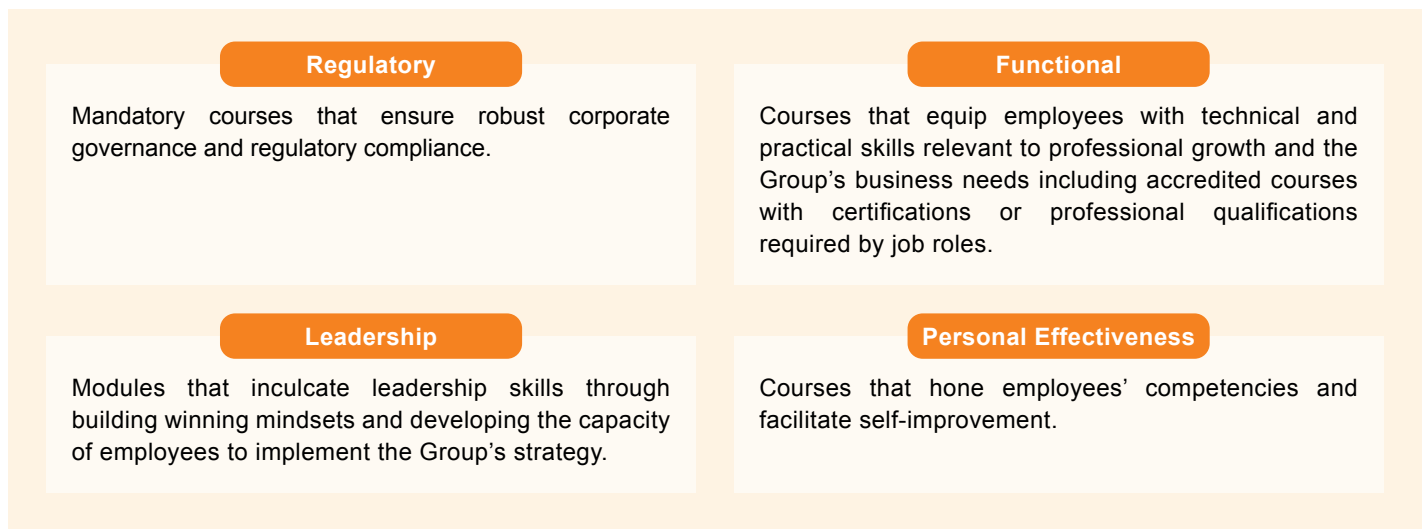 Regulatory
Mandatory courses that ensure robust corporate
governance and regulatory compliance.
Functional
Courses that equip employees with technical and
practical skills relevant to professional growth and the
Group’s business needs including accredited courses
with certifications or professional qualifications
required by job roles.
Leadership
Modules that inculcate leadership skills through
building winning mindsets and developing the capacity
of employees to implement the Group’s strategy.
Personal Effectiveness
Courses that hone employees’ competencies and
facilitate self-improvement.